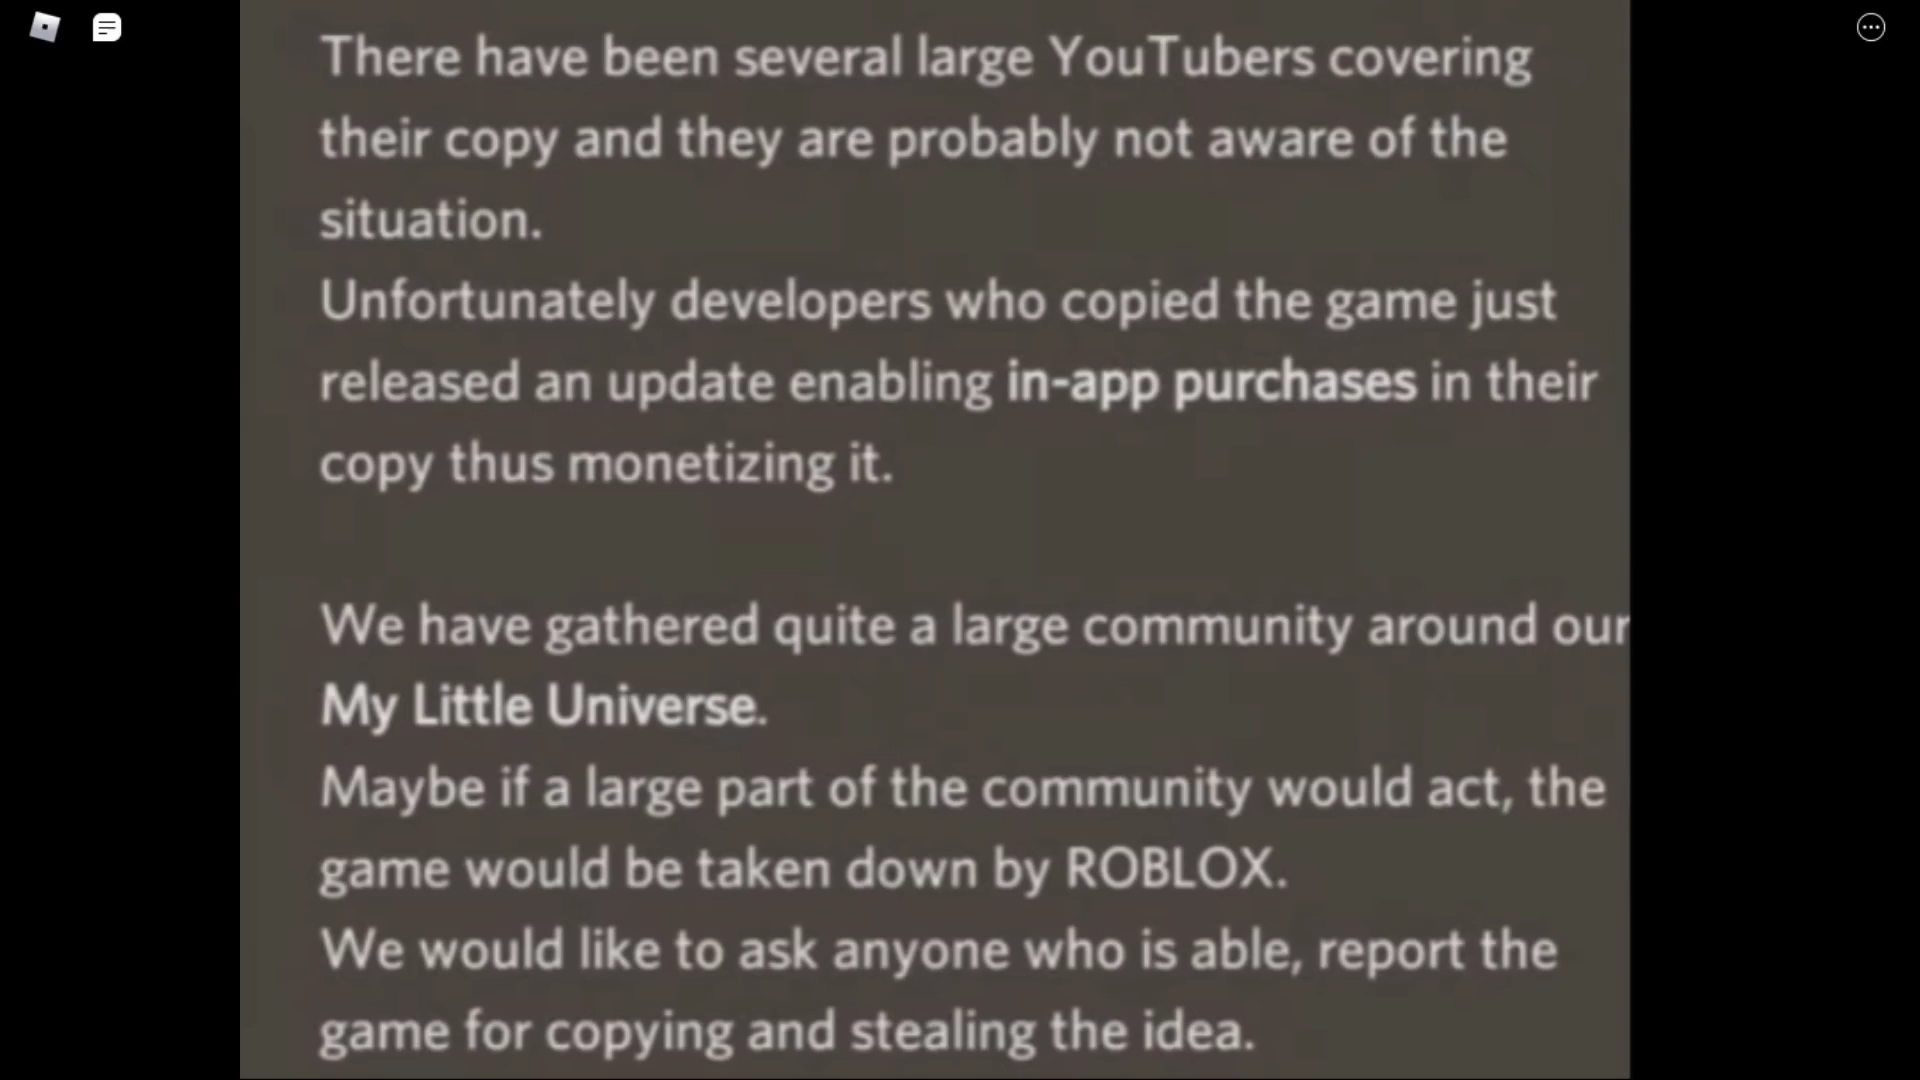 There have been several large YouTubers covering
their copy and they are probably not aware of the
situation.
Unfortunately developers who copied the game just
released an update enabling in-app purchases in their
copy thus monetizing it.
We have gathered quite a large community around our
My Little Universe.
Maybe if a large part of the community would act, the
game would be taken down by ROBLOX.
We would like to ask anyone who is able, report the
game for copying and stealing the idea.